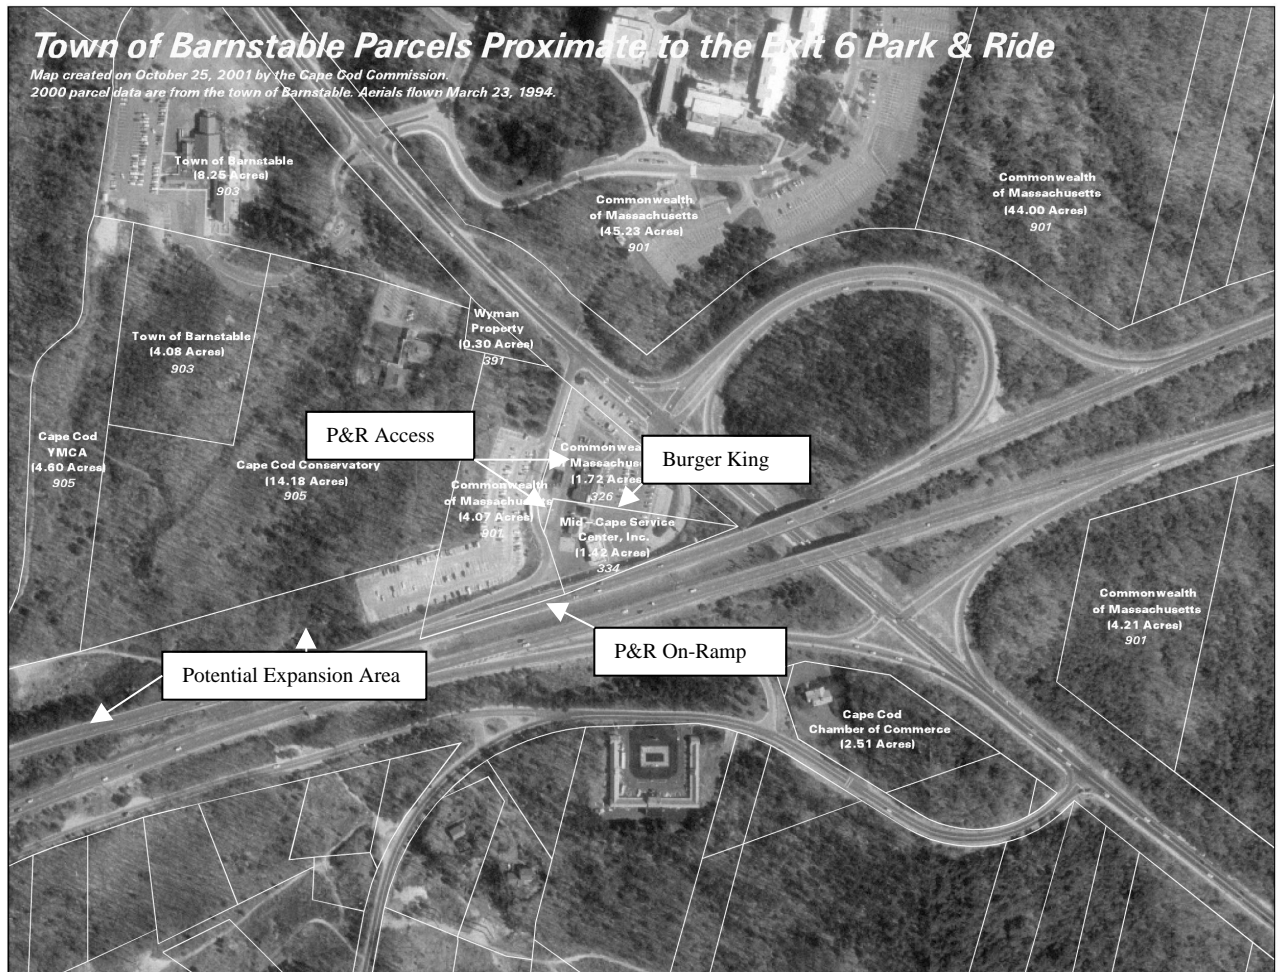 Town of Barnstable Parcels Proximate to the Exit 6 Park & Ride
Map created on October 25, 2001 by the Cape Cod Commission.
2000 parcel data are from the town of Barnstable. Aerials flown March 23, 1994.
Town of Barnstable
(8.25 Acres)
903
Commonwealth
of Massachusetts
(45.23 Acres)
901
Commonwealth
of Massachusetts
(44.00 Acres)
901
Town of Barnstable
(4.08 Acres)
903
Wyman
Property
(0.30 Acres)
391
Cape Cod
YMCA
(4.60 Acres)
905
Cape Cod Conservatory
(14.18 Acres)
905
P&R Access
Commonwea
of Massachuse
(1.72 Acre
326
Burger King
Commonwealth
of Massachusetts
(4.07 Acres)
901
Mid-Cape Service
Center, Inc.
(1.42 Acres)
334
Commonwealth
of Massachusetts
(4.21 Acres)
901
P&R On-Ramp
Potential Expansion Area
Cape Cod
Chamber of Commerce
(2.51 Acres)